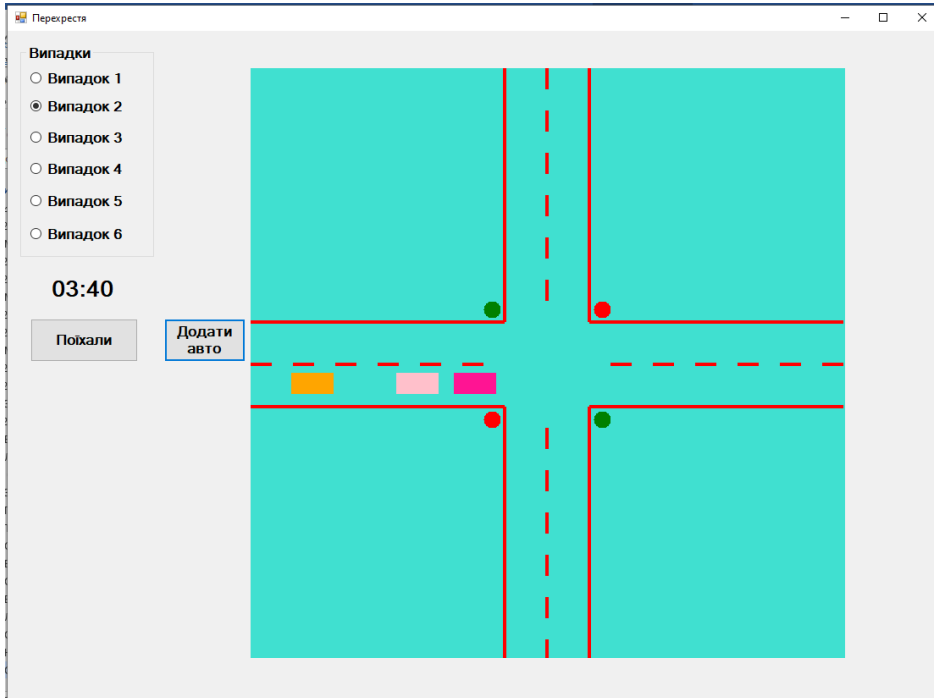 Перехрестя
Випадки
Випадок 1
Випадок 2
Випадок 3
Випадок 4
Випадок 5
Випадок 6
03:40
Поїхали
Додати
авто